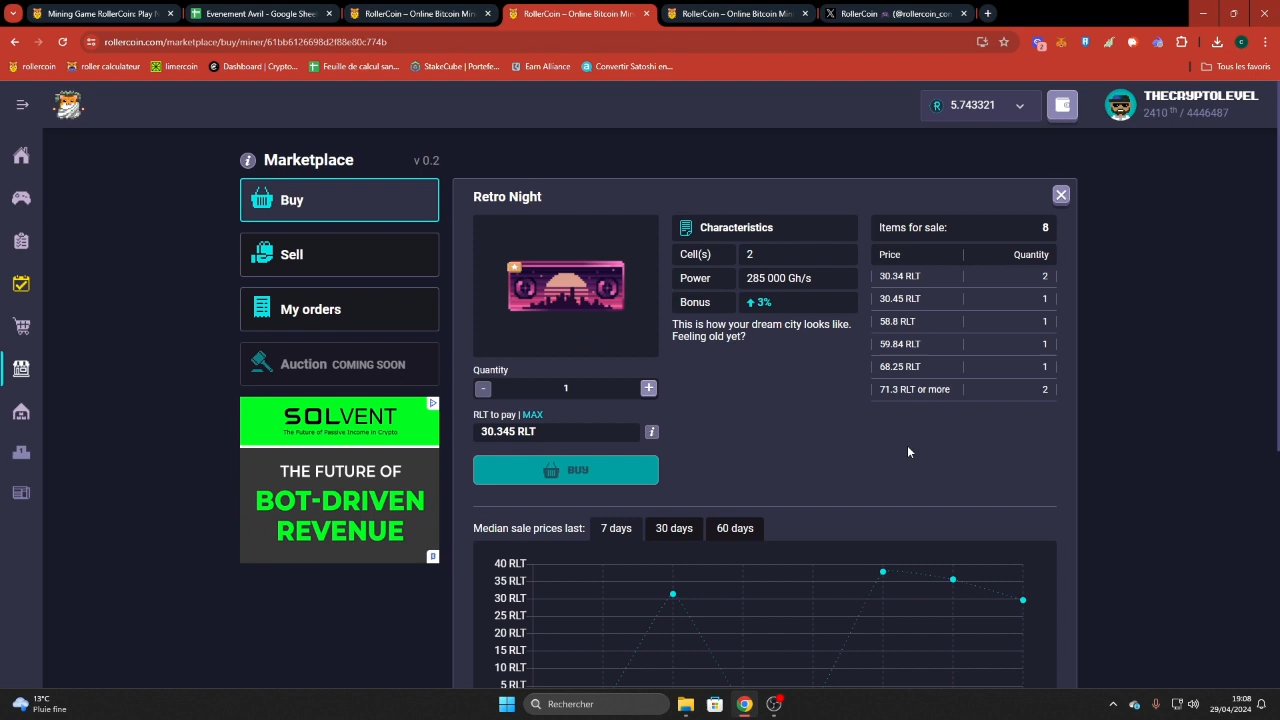 Mining Game RollerCoin: Play N
Evenement Avril - Google Sheet
RollerCoin – Online Bitcoin Min
RollerCoin – Online Bitcoin Min
RollerCoin – Online Bitcoin Min
RollerCoin (@rollercoin_com
rollercoin.com/marketplace/buy/miner/61bb6126698d2f88e80c774b
rollercoin
roller calculateur
limercoin
Dashboard | Crypto...
Feuille de calcul san...
StakeCube | Portefe...
Earn Alliance
Convertir Satoshi en...
Tous les favoris
R 5.743321
THECRYPTOLEVEL
2410 th / 4446487
Marketplace
v 0.2
Buy
Sell
My orders
Auction COMING SOON
SOLVENT
The Future of Passive Income in Crypto
THE FUTURE OF
BOT-DRIVEN
REVENUE
Retro Night
Characteristics
Cell(s) 2
Power 285 000 Gh/s
Bonus 3%
This is how your dream city looks like.
Feeling old yet?
Items for sale: 8
Price Quantity
30.34 RLT 2
30.45 RLT 1
58.8 RLT 1
59.84 RLT 1
68.25 RLT 1
71.3 RLT or more 2
Quantity
- 1 +
RLT to pay | MAX
30.345 RLT
BUY
Median sale prices last: 7 days 30 days 60 days
40 RLT
35 RLT
30 RLT
25 RLT
20 RLT
15 RLT
10 RLT
5 RLT
13°C
Pluie fine
Rechercher
19:08
29/04/2024